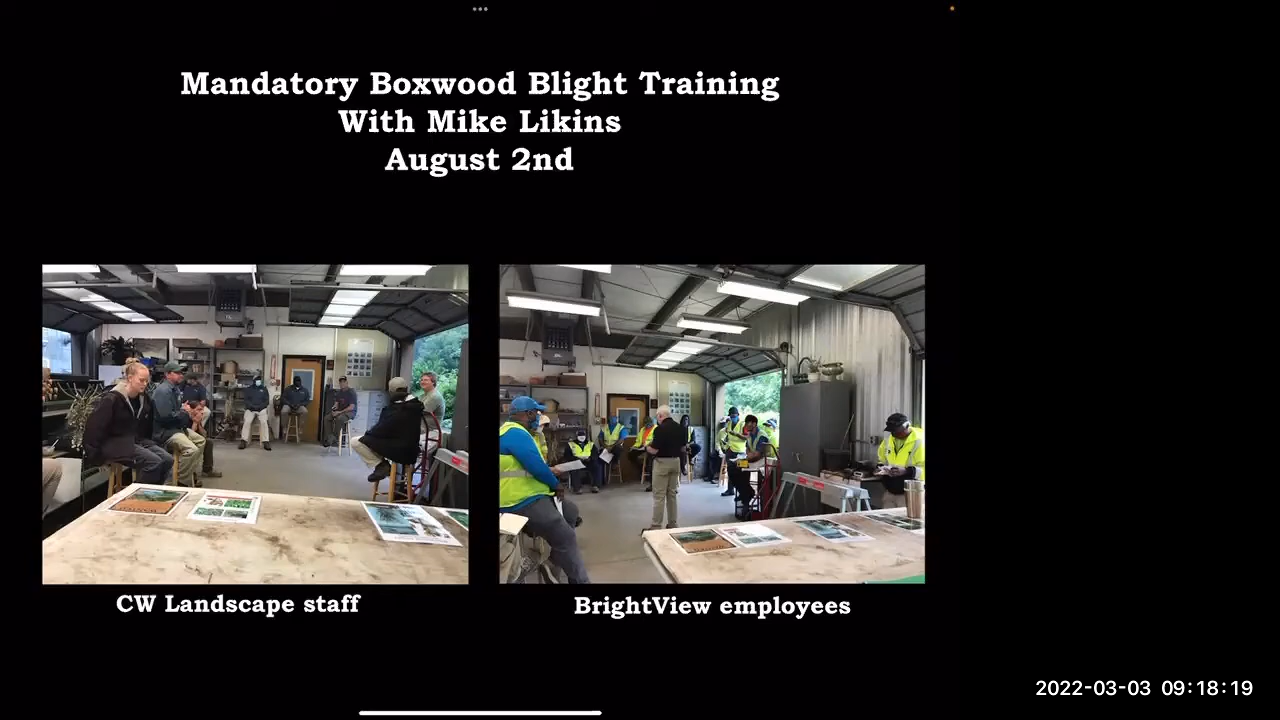 Mandatory Boxwood Blight Training
With Mike Likins
August 2nd
CW Landscape staff
BrightView employees
2022-03-03 09:18:19